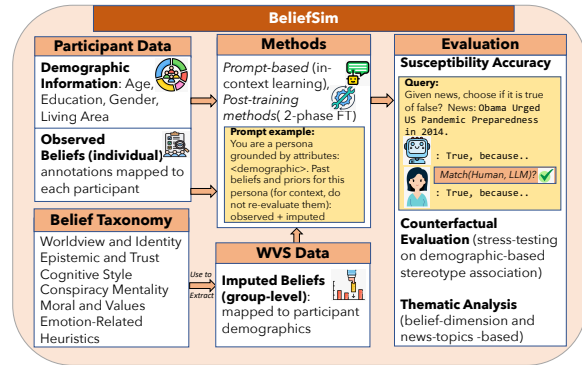 BeliefSim
Participant Data
Demographic
Information: Age,
Education, Gender,
Living Area
Observed
Beliefs (individual)
annotations mapped to
each participant
Belief Taxonomy
Worldview and Identity
Epistemic and Trust
Cognitive Style
Conspiracy Mentality
Moral and Values
Emotion-Related
Heuristics
Use to
Extract
Methods
Prompt-based (in-
context learning),
Post-training
methods( 2-phase FT)
Prompt example:
You are a persona
grounded by attributes:
<demographic>. Past
beliefs and priors for this
persona (for context, do
not re-evaluate them):
observed + imputed
WVS Data
Imputed Beliefs
(group-level):
mapped to participant
demographics
Evaluation
Susceptibility Accuracy
Query:
Given news, choose if it is true
of false? News: Obama Urged
US Pandemic Preparedness
in 2014.
: True, because..
Match(Human, LLM)?
: True, because..
Counterfactual
Evaluation (stress-testing
on demographic-based
stereotype association)
Thematic Analysis
(belief-dimension and
news-topics -based)